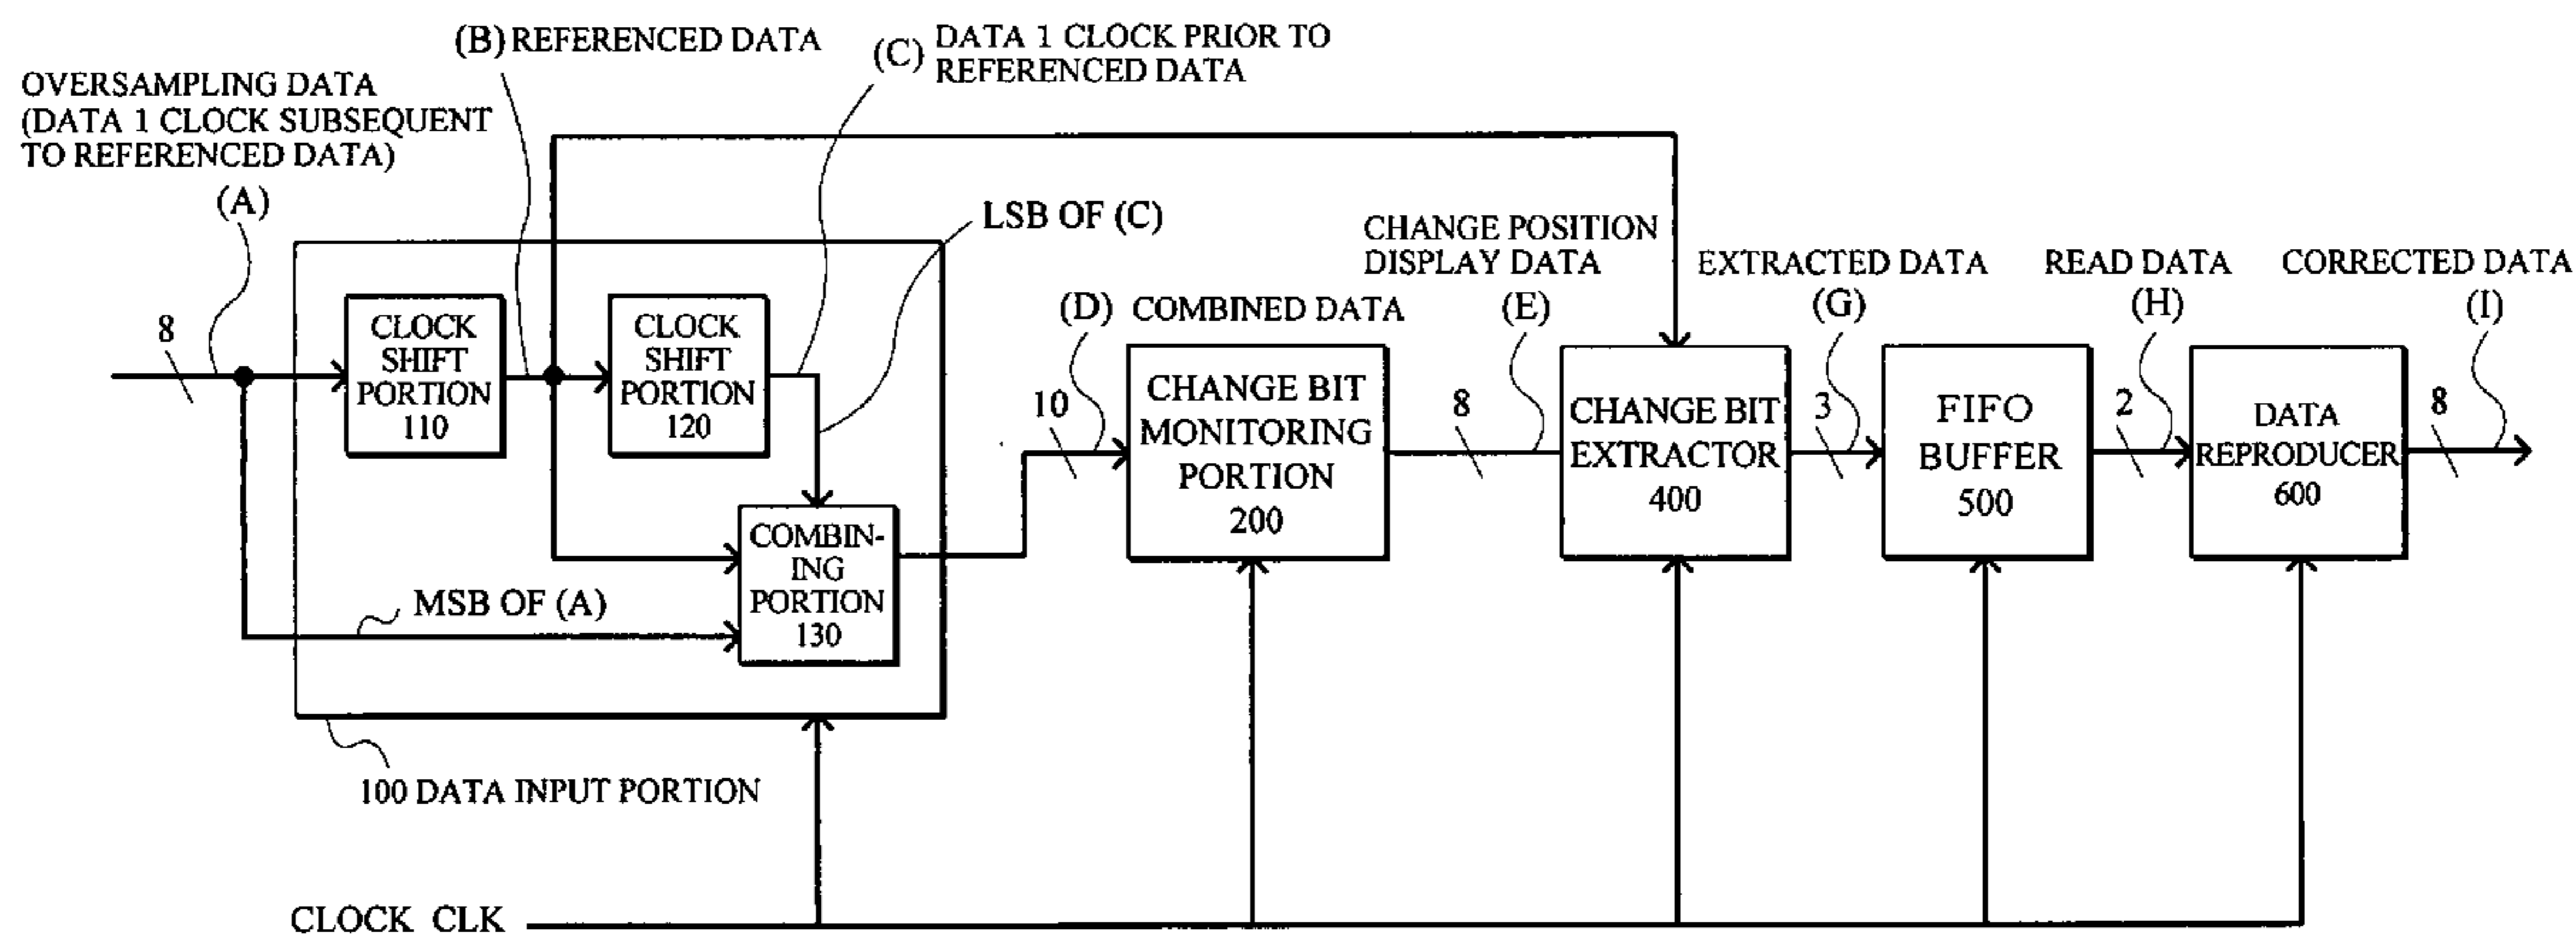 (B) REFERENCED DATA
(C) DATA 1 CLOCK PRIOR TO
REFERENCED DATA
OVERSAMPLING DATA
(DATA 1 CLOCK SUBSEQUENT
TO REFERENCED DATA)
(A)
LSB OF (C)
8
CLOCK
SHIFT
PORTION
110
CLOCK
SHIFT
PORTION
120
COMBIN-
ING
PORTION
130
MSB OF (A)
100 DATA INPUT PORTION
(D) COMBINED DATA
10
CHANGE BIT
MONITORING
PORTION
200
CHANGE POSITION
DISPLAY DATA
(E)
8
CHANGE BIT
EXTRACTOR
400
EXTRACTED DATA
(G)
3
FIFO
BUFFER
500
READ DATA
(H)
2
DATA
REPRODUCER
600
CORRECTED DATA
(I)
8
CLOCK CLK